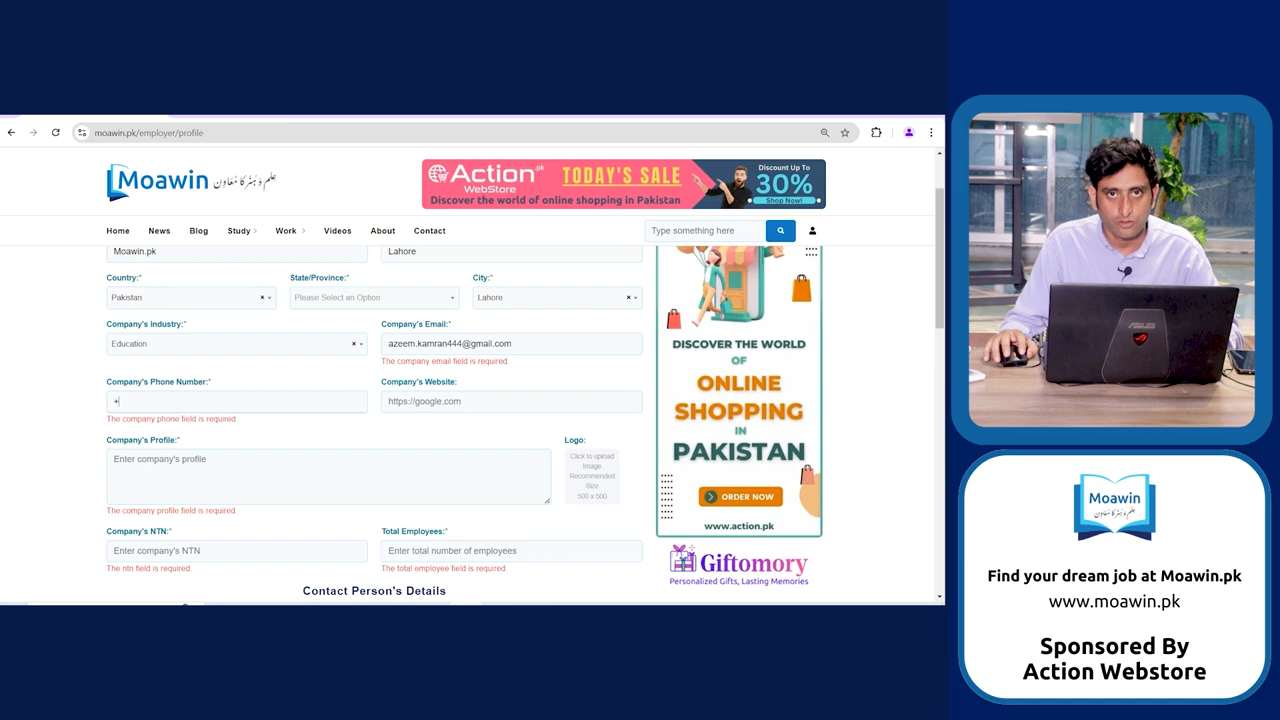 moawin.pk/employer/profile
Moawin علم و ہنر کا معاون
Action.pk
WebStore
TODAY'S SALE
Discover the world of online shopping in Pakistan
Discount Up To
30%
Shop Now!
Home News Blog Study Work Videos About Contact
Type something here
Moawin.pk
Lahore
Country:*
State/Province:*
City:*
Pakistan
Please Select an Option
Lahore
Company's Industry:*
Company's Email:*
Education
azeem.kamran444@gmail.com
The company email field is required.
Company's Phone Number:*
Company's Website:
+
https://google.com
The company phone field is required.
Company's Profile:*
Logo:
Enter company's profile
Click to upload
Image
Recommended
Size
500 x 500
The company profile field is required.
Company's NTN:*
Total Employees:*
Enter company's NTN
Enter total number of employees
The ntn field is required.
The total employee field is required.
Contact Person's Details
DISCOVER THE WORLD
OF
ONLINE
SHOPPING
IN
PAKISTAN
ORDER NOW
www.action.pk
Giftomory
Personalized Gifts, Lasting Memories
ASUS
Moawin
علم و ہنر کا معاون
Find your dream job at Moawin.pk
www.moawin.pk
Sponsored By
Action Webstore